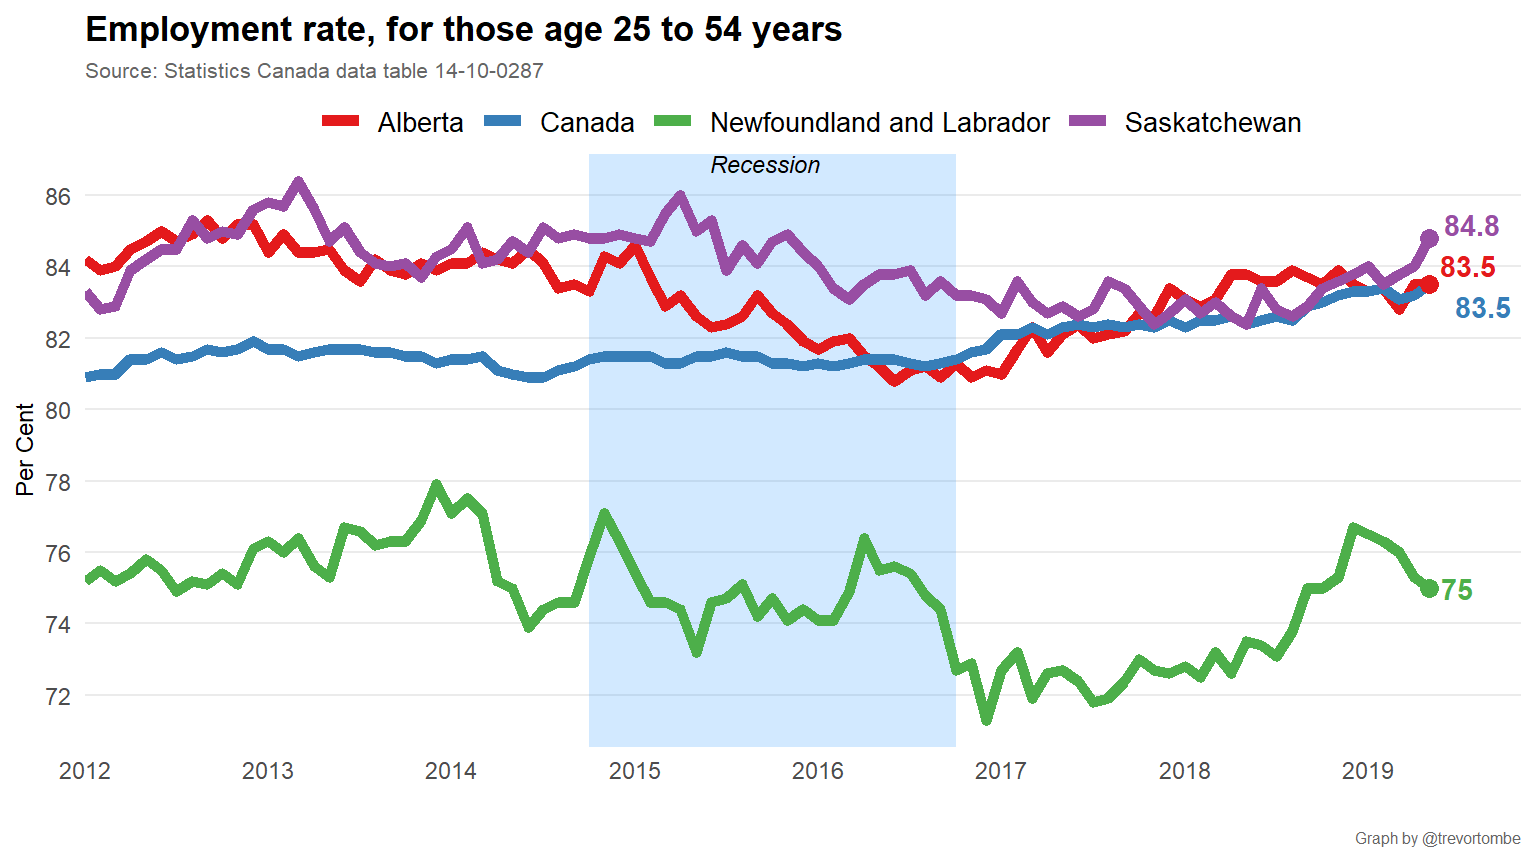 Employment rate, for those age 25 to 54 years
Source: Statistics Canada data table 14-10-0287
Alberta Canada Newfoundland and Labrador Saskatchewan
Recession
86
84
82
80
78
76
74
72
Per Cent
84.8
83.5
83.5
75
2012 2013 2014 2015 2016 2017 2018 2019
Graph by @trevortombe